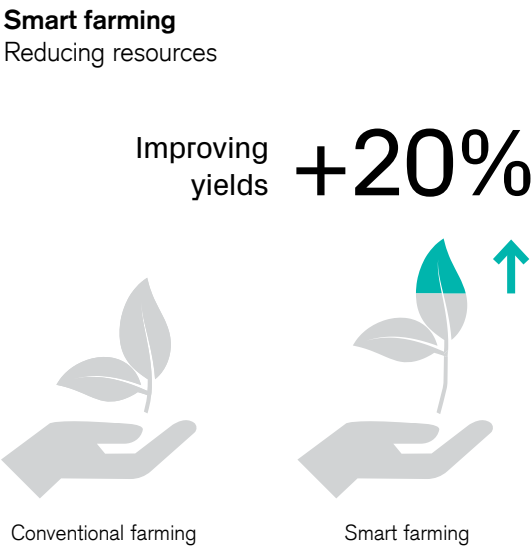 Smart farming
Reducing resources
Improving
yields
+20%
Conventional farming
Smart farming